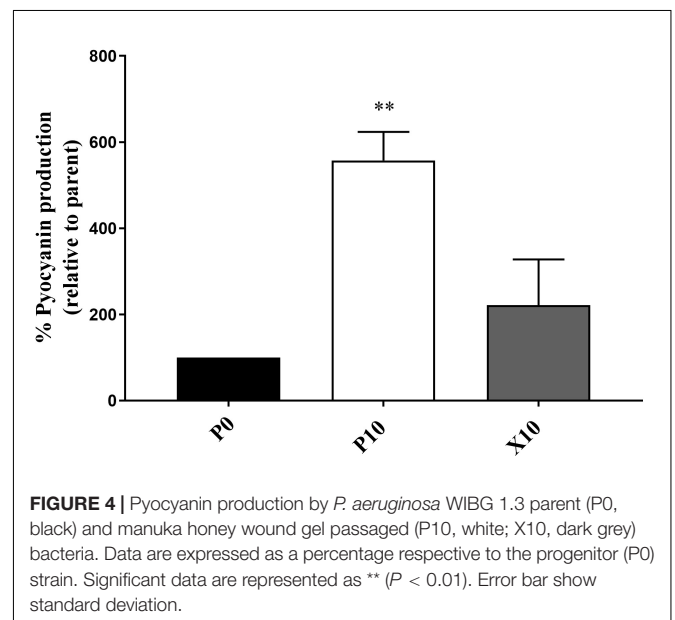 800
600
400
200
0
% Pyocyanin production
(relative to parent)
**
P0
P10
X10
FIGURE 4 | Pyocyanin production by P. aeruginosa WIBG 1.3 parent (P0,
black) and manuka honey wound gel passaged (P10, white; X10, dark grey)
bacteria. Data are expressed as a percentage respective to the progenitor (P0)
strain. Significant data are represented as ** (P < 0.01). Error bar show
standard deviation.